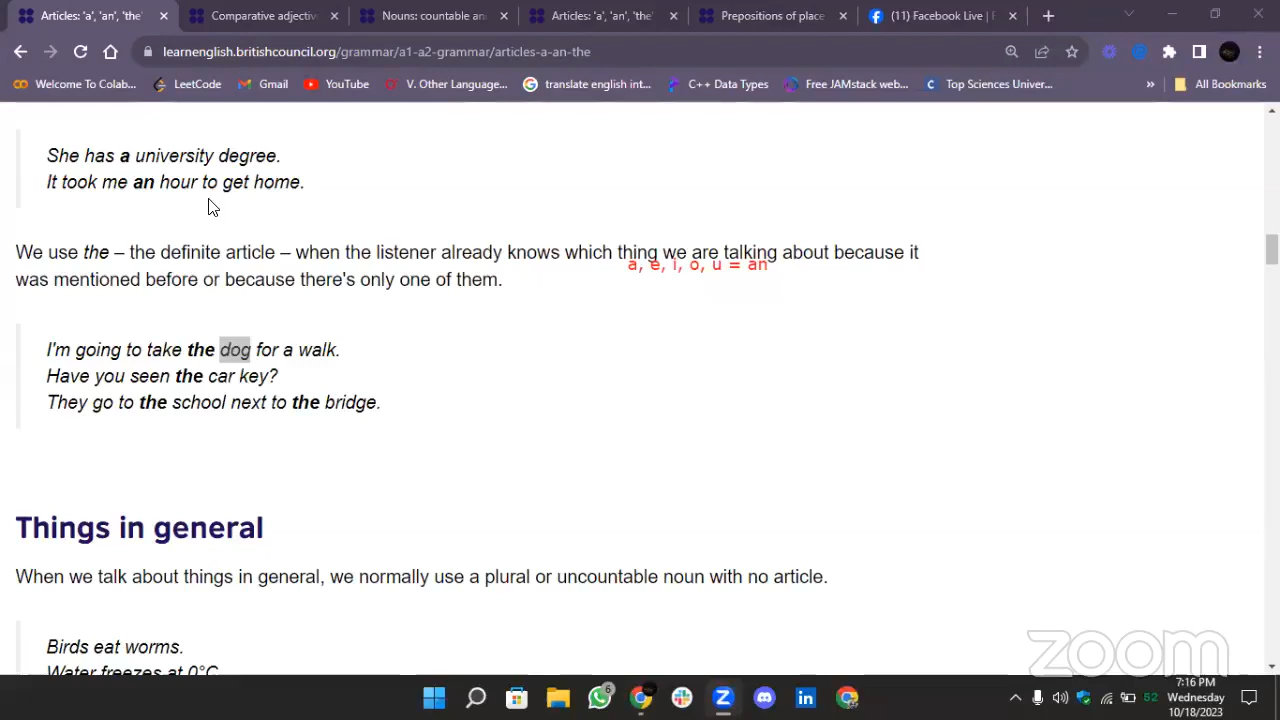 Articles: 'a', 'an', 'the'
Comparative adjectiv
Nouns: countable an
Articles: 'a', 'an', 'the'
Prepositions of place
(11) Facebook Live | F
learnenglish.britishcouncil.org/grammar/a1-a2-grammar/articles-a-an-the
Welcome To Colab...
LeetCode
Gmail
YouTube
V. Other Language...
translate english int...
C++ Data Types
Free JAMstack web...
Top Sciences Univer...
»
All Bookmarks
She has a university degree.
It took me an hour to get home.
We use the – the definite article – when the listener already knows which thing we are talking about because it
a, e, i, o, u = an
was mentioned before or because there's only one of them.
I'm going to take the dog for a walk.
Have you seen the car key?
They go to the school next to the bridge.
Things in general
When we talk about things in general, we normally use a plural or uncountable noun with no article.
Birds eat worms.
Water freezes at 0°C.
zoom
6
52
7:16 PM
Wednesday
10/18/2023